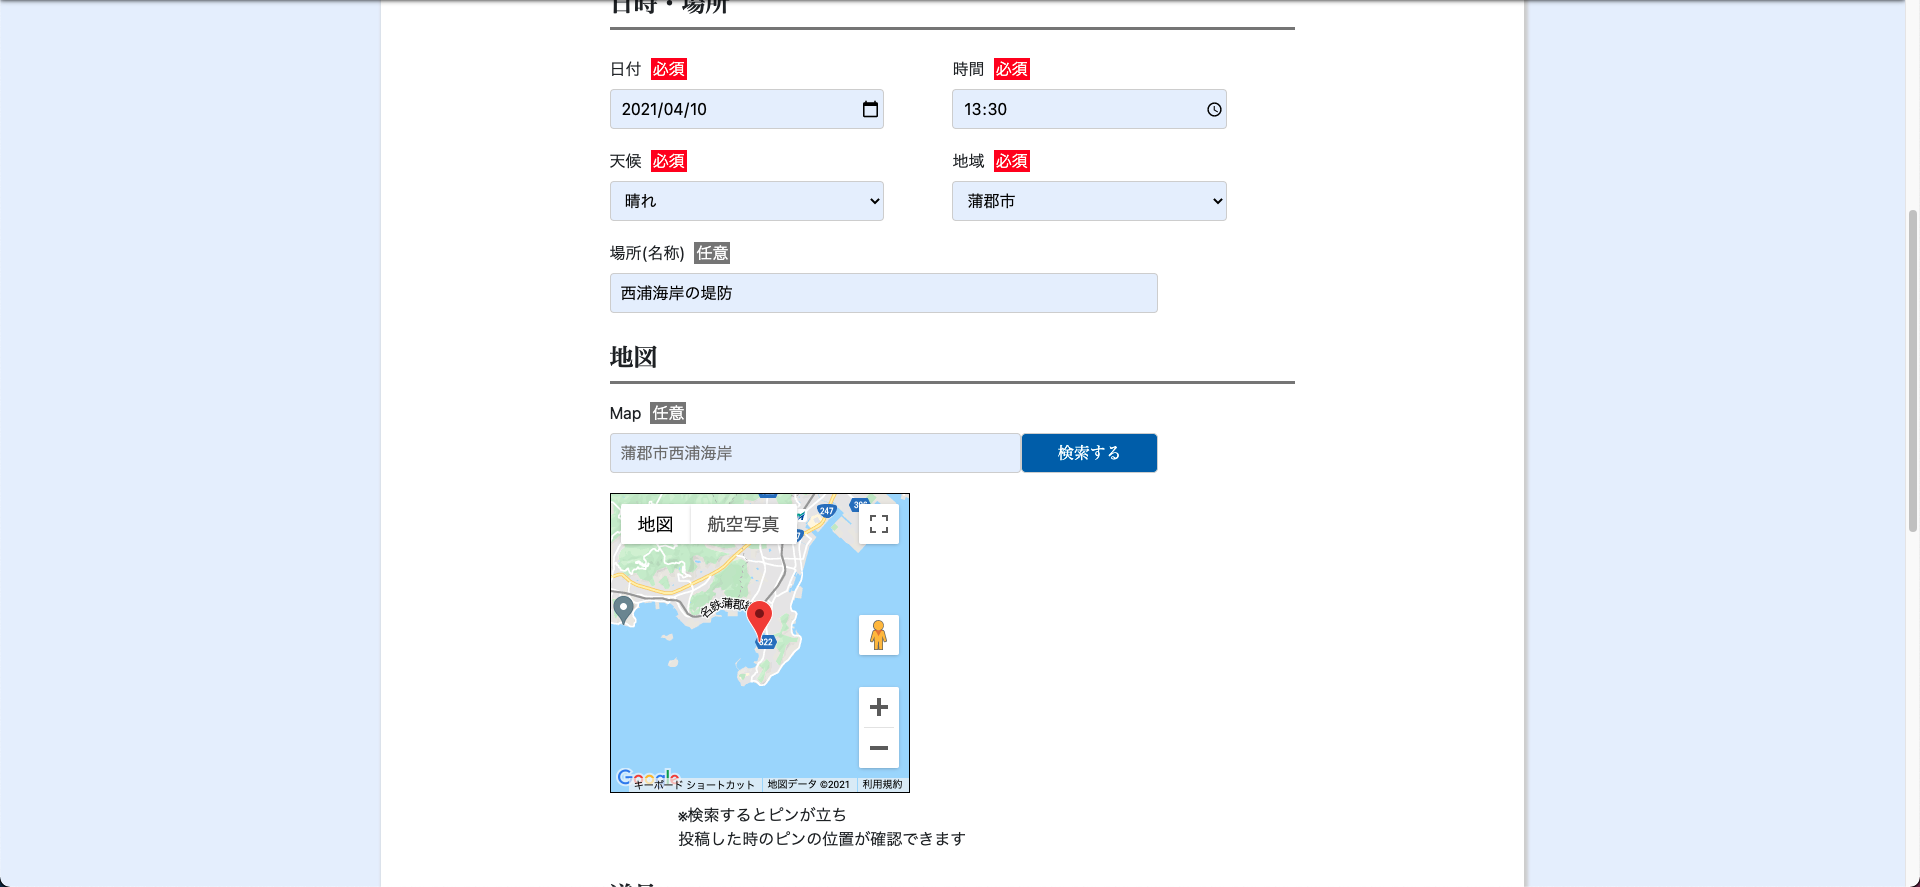 日時・場所
日付 必須
時間 必須
2021/04/10
13:30
天候 必須
地域 必須
晴れ
蒲郡市
場所(名称) 任意
西浦海岸の堤防
地図
Map 任意
蒲郡市西浦海岸
検索する
地図
航空写真
247
名鉄蒲郡
322
Google
キーボード ショートカット
地図データ ©2021
利用規約
※検索するとピンが立ち
投稿した時のピンの位置が確認できます